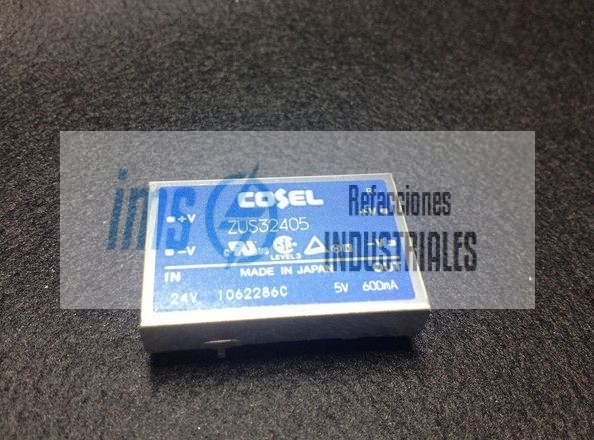 COSEL
ZUS32405
+V
-V
LEVEL 3
-V
IN
MADE IN JAPAN
24V 1062286C 5V 600mA
ims
Refacciones
INDUSTRIALES